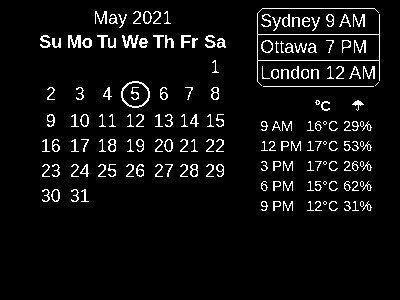 May 2021
Su Mo Tu We Th Fr Sa
1
2 3 4 5 6 7 8
9 10 11 12 13 14 15
16 17 18 19 20 21 22
23 24 25 26 27 28 29
30 31
Sydney 9 AM
Ottawa 7 PM
London 12 AM
°C ☂
9 AM 16°C 29%
12 PM 17°C 53%
3 PM 17°C 26%
6 PM 15°C 62%
9 PM 12°C 31%